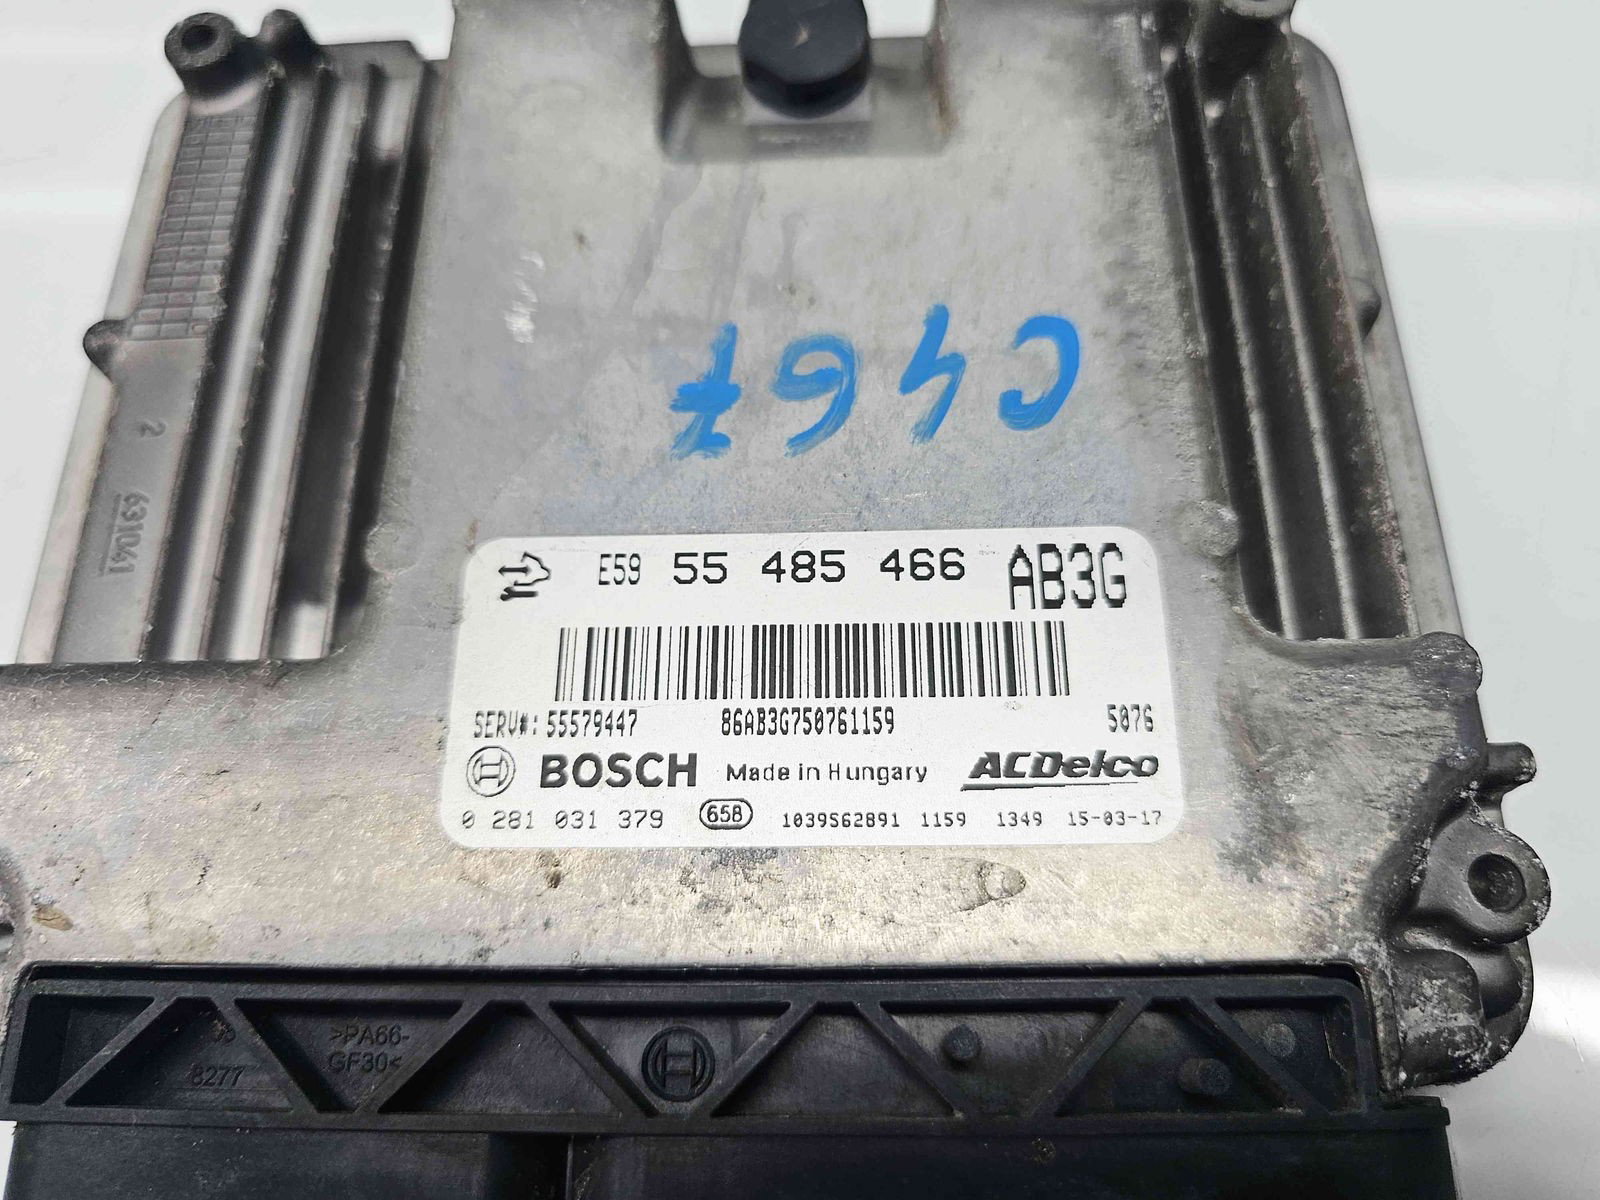 C467
2
631041
E59 55 485 466 AB3G
SERV#: 55579447 86AB3G750761159 5076
BOSCH Made in Hungary ACDelco
0 281 031 379 658 1039S62891 1159 1349 15-03-17
>PA66-
GF30<
8277